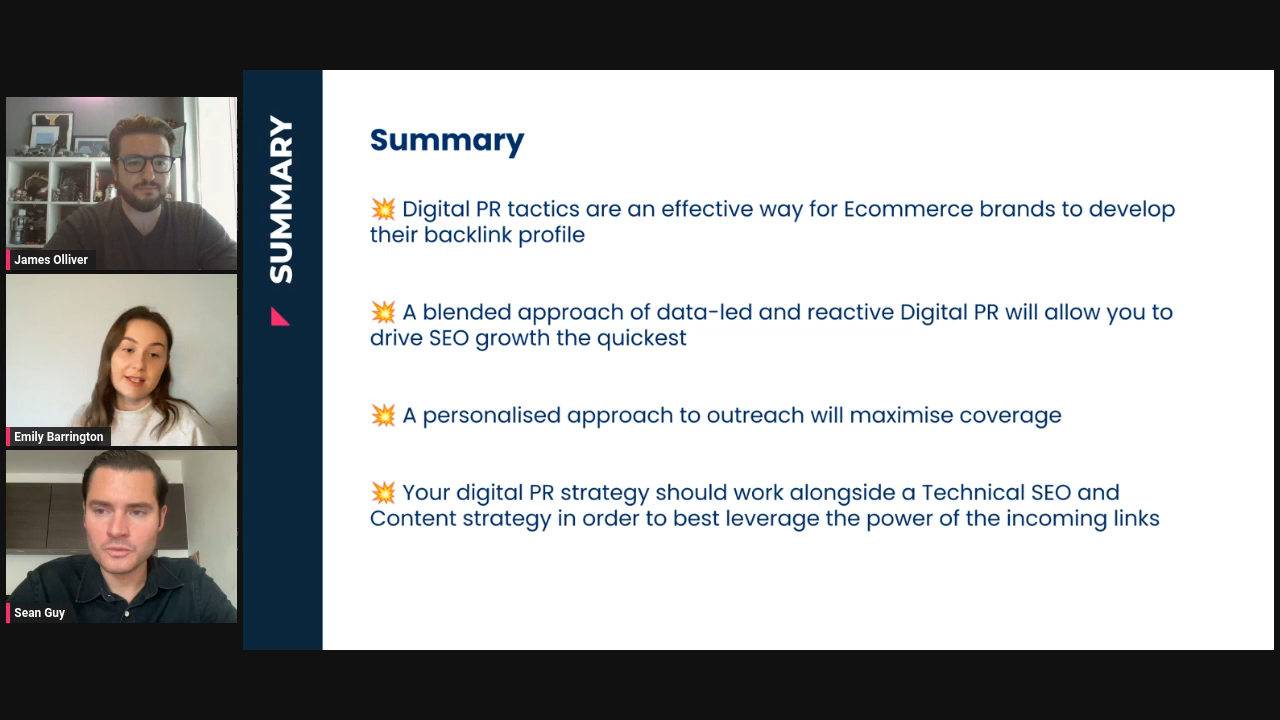 James Olliver
Emily Barrington
Sean Guy
SUMMARY
Summary
💥 Digital PR tactics are an effective way for Ecommerce brands to develop
their backlink profile
💥 A blended approach of data-led and reactive Digital PR will allow you to
drive SEO growth the quickest
💥 A personalised approach to outreach will maximise coverage
💥 Your digital PR strategy should work alongside a Technical SEO and
Content strategy in order to best leverage the power of the incoming links